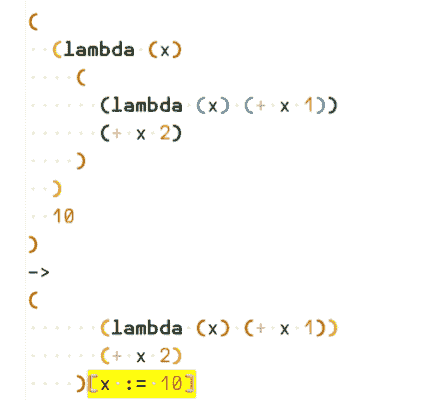 (
(lambda (x)
(
(lambda (x) (+ x 1))
(+ x 2)
)
)
10
)
->
(
(lambda (x) (+ x 1))
(+ x 2)
)[x := 10]